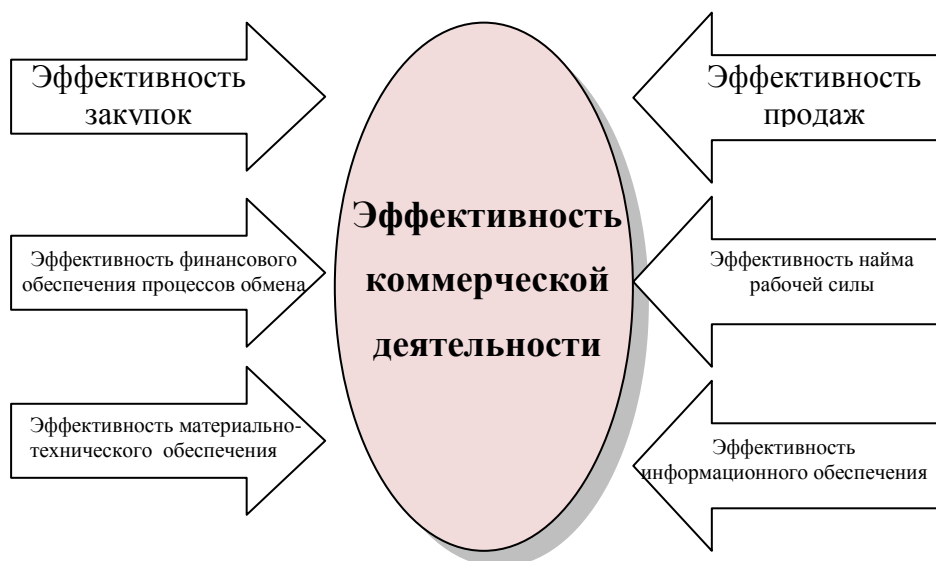 Эффективность
закупок
Эффективность
продаж
Эффективность
коммерческой
деятельности
Эффективность финансового
обеспечения процессов обмена
Эффективность найма
рабочей силы
Эффективность материально-
технического обеспечения
Эффективность
информационного обеспечения